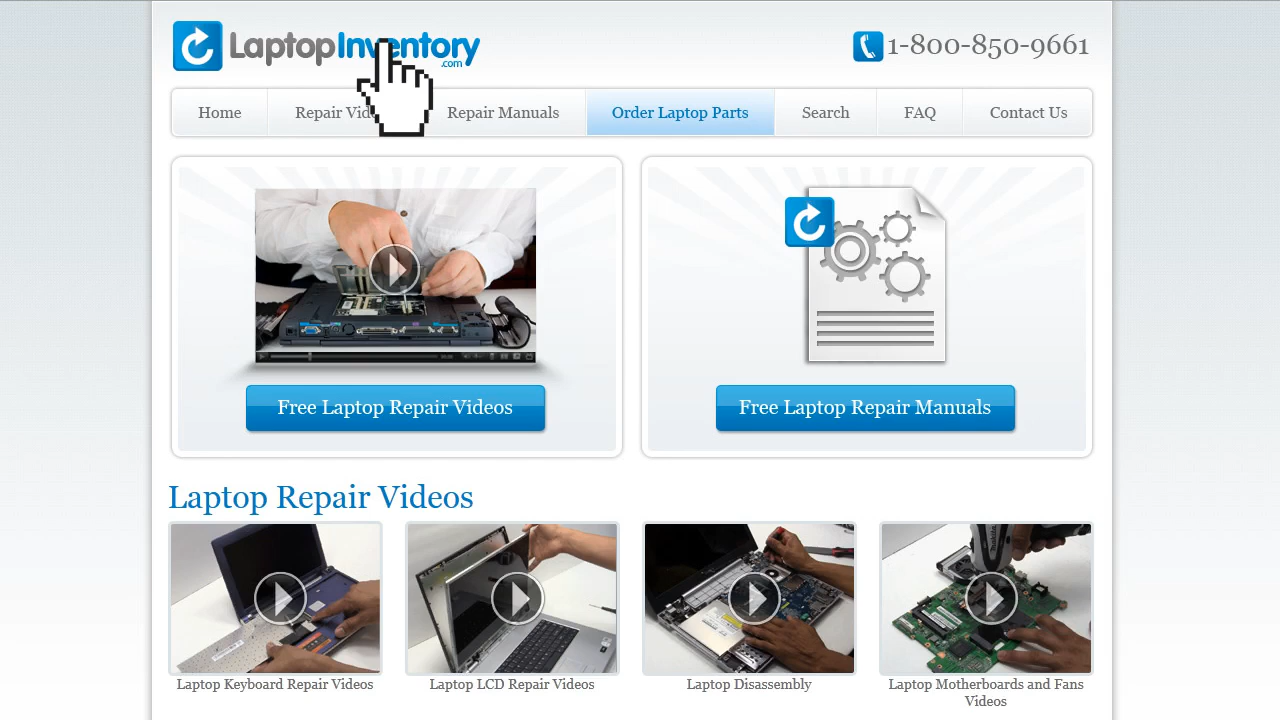 LaptopInventory
.com
1-800-850-9661
Home
Repair Vid
Repair Manuals
Order Laptop Parts
Search
FAQ
Contact Us
Free Laptop Repair Videos
Free Laptop Repair Manuals
Laptop Repair Videos
Laptop Keyboard Repair Videos
Laptop LCD Repair Videos
Laptop Disassembly
Laptop Motherboards and Fans
Videos